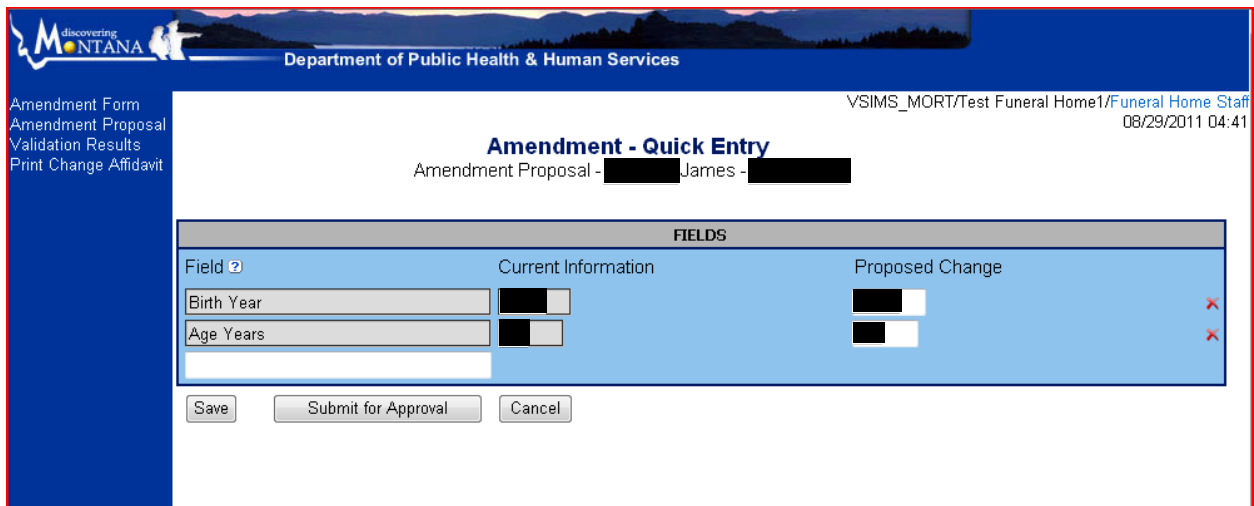 discovering
MONTANA
Department of Public Health & Human Services
VSIMS_MORT/Test Funeral Home1/Funeral Home Staff
08/29/2011 04:41
Amendment Form
Amendment Proposal
Validation Results
Print Change Affidavit
Amendment - Quick Entry
Amendment Proposal - James -
FIELDS
Field ? Current Information Proposed Change
Birth Year
Age Years
Save Submit for Approval Cancel